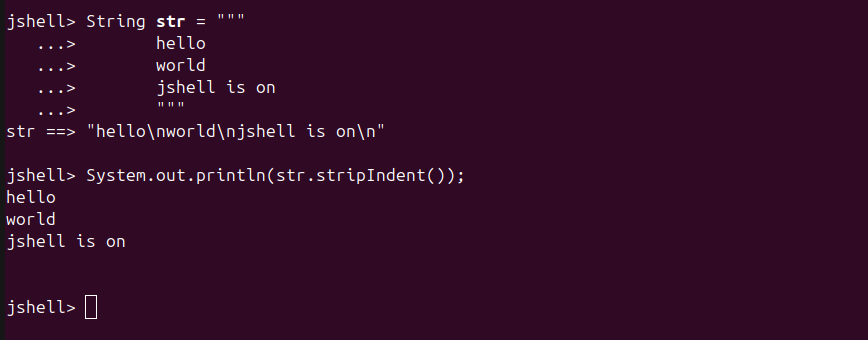 jshell> String str = """
   ...>        hello
   ...>        world
   ...>        jshell is on
   ...>        """
str ==> "hello\nworld\njshell is on\n"

jshell> System.out.println(str.stripIndent());
hello
world
jshell is on


jshell>